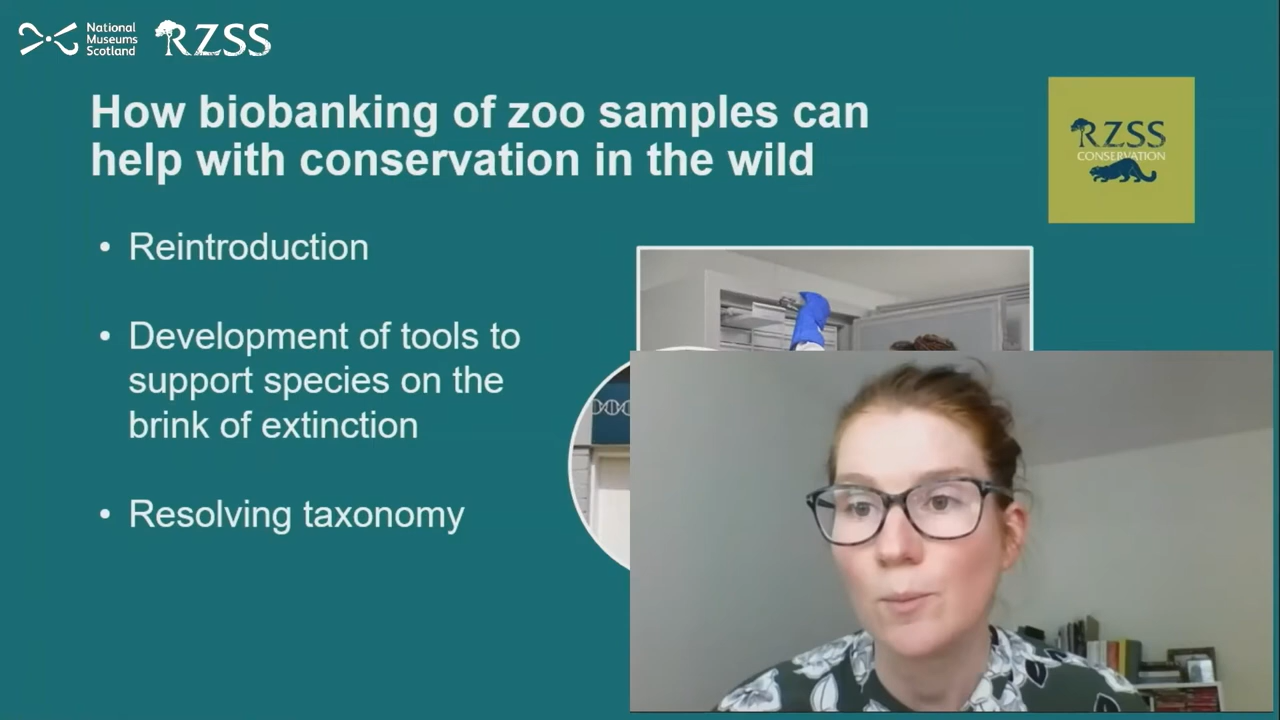 National
Museums
Scotland
RZSS
How biobanking of zoo samples can
help with conservation in the wild
RZSS
CONSERVATION
• Reintroduction
• Development of tools to
support species on the
brink of extinction
• Resolving taxonomy